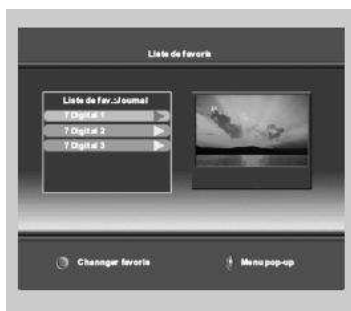 Liste de favoris
Liste de fav.:Journal
7 Digital 1
7 Digital 2
7 Digital 3
Channger favoris
Menu pop-up